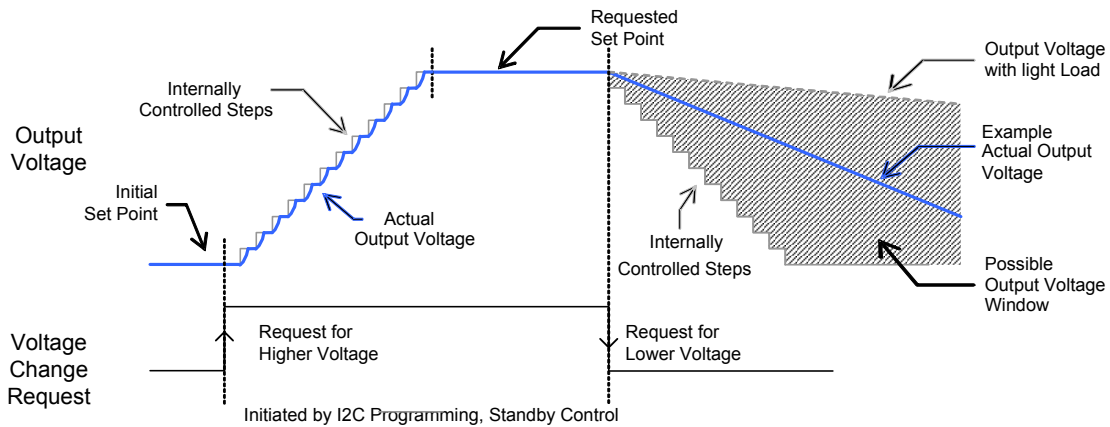 Requested
Set Point
Output Voltage
with light Load
Internally
Controlled Steps
Output
Voltage
Example
Actual Output
Voltage
Initial
Set Point
Actual
Output Voltage
Internally
Controlled Steps
Possible
Output Voltage
Window
Voltage
Change
Request
Request for
Higher Voltage
Request for
Lower Voltage
Initiated by I2C Programming, Standby Control